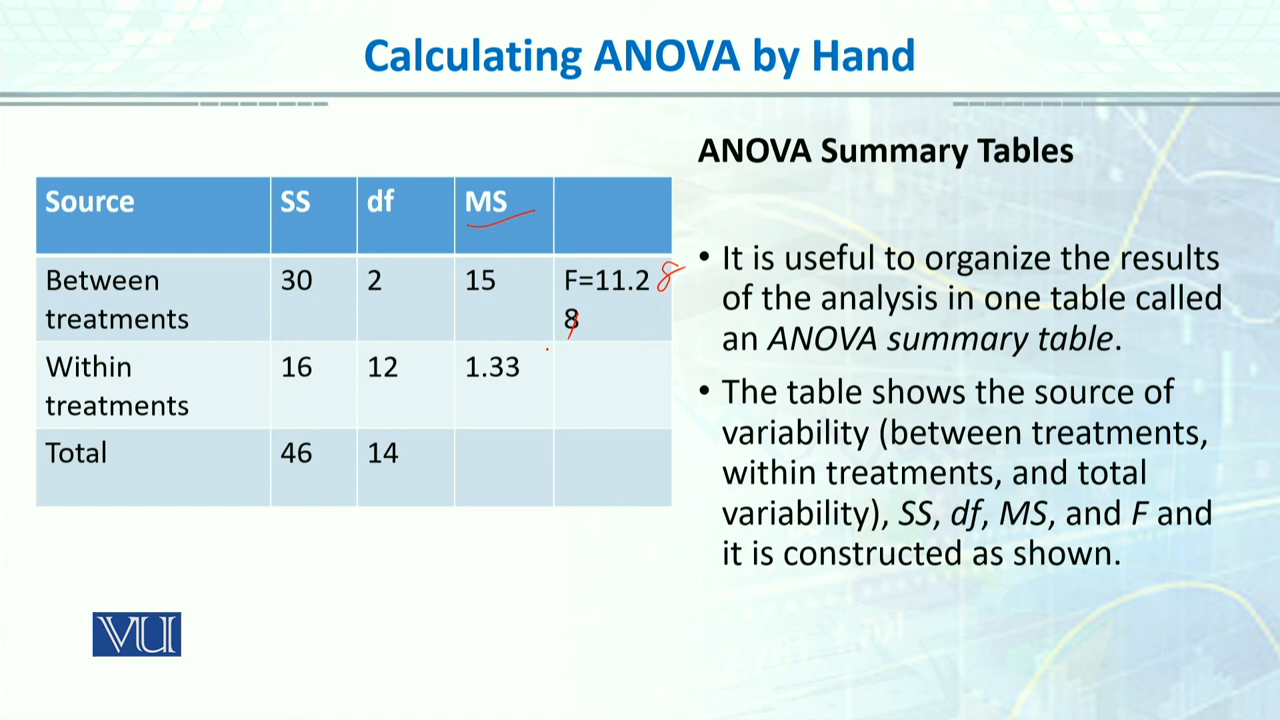 Calculating ANOVA by Hand
Source SS df MS
Between 30 2 15 F=11.2 8
treatments 8
Within 16 12 1.33
treatments
Total 46 14
ANOVA Summary Tables
• It is useful to organize the results
of the analysis in one table called
an ANOVA summary table.
• The table shows the source of
variability (between treatments,
within treatments, and total
variability), SS, df, MS, and F and
it is constructed as shown.
VU